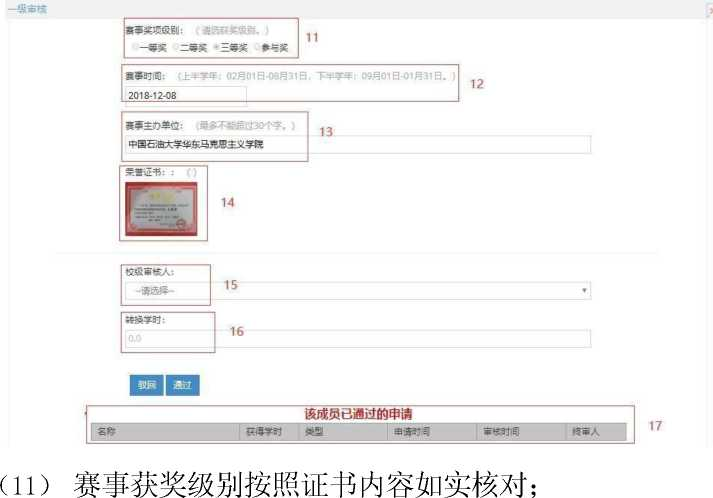 一级审核
赛事奖项级别： （ 请选获奖级别。）
一等奖 二等奖 三等奖 参与奖
11
赛事时间： （上半学年：02月01日-08月31日，下半学年：09月01日-01月31日。）
12
2018-12-08
赛事主办单位： （最多不能超过30个字。）
13
中国石油大学华东马克思主义学院
荣誉证书：： （）
14
校级审核人：
15
--请选择--
转换学时：
16
0.0
驳回 通过
该成员已通过的申请
17
名称 获得学时 类型 申请时间 审核时间 终审人
（11） 赛事获奖级别按照证书内容如实核对；